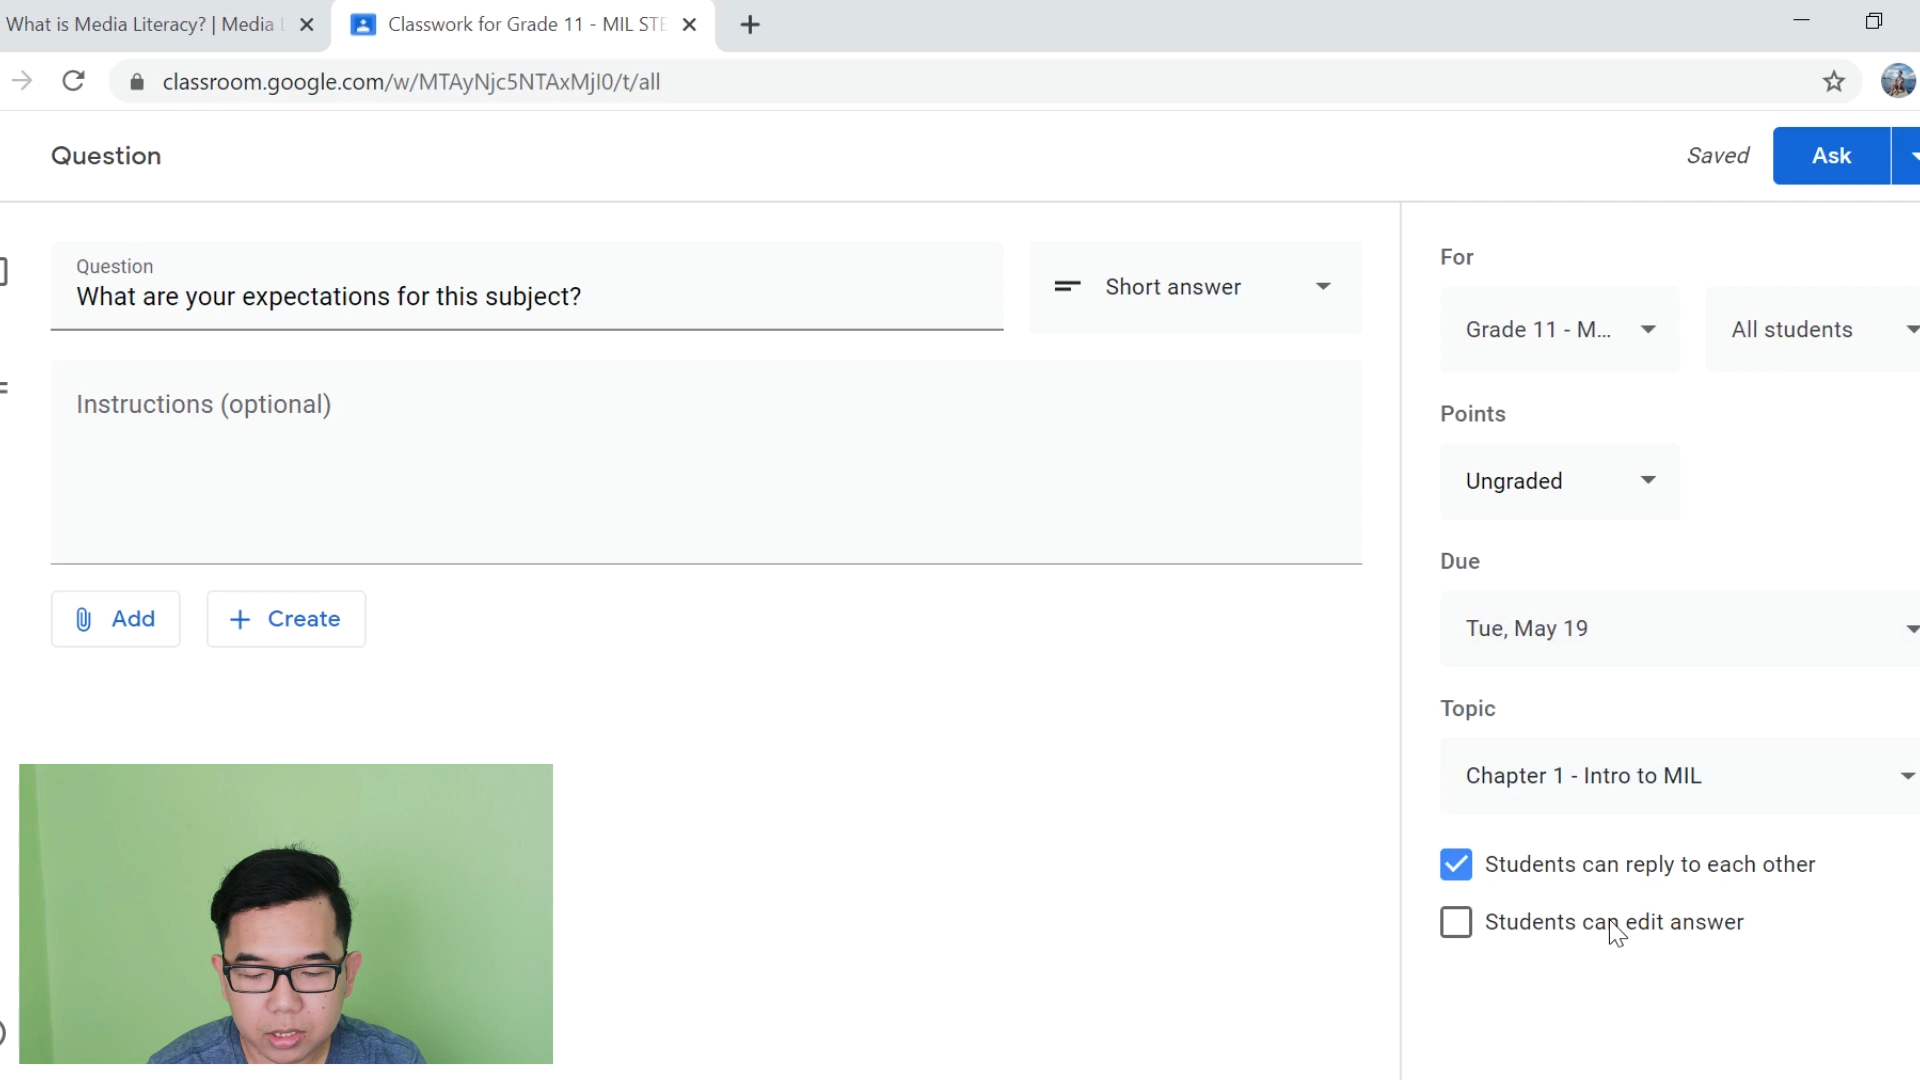 What is Media Literacy? | Media
Classwork for Grade 11 - MIL STE
classroom.google.com/w/MTAyNjc5NTAxMjI0/t/all
Question
Saved
Ask
Question
What are your expectations for this subject?
Short answer
Instructions (optional)
Add
Create
For
Grade 11 - M...
All students
Points
Ungraded
Due
Tue, May 19
Topic
Chapter 1 - Intro to MIL
Students can reply to each other
Students can edit answer